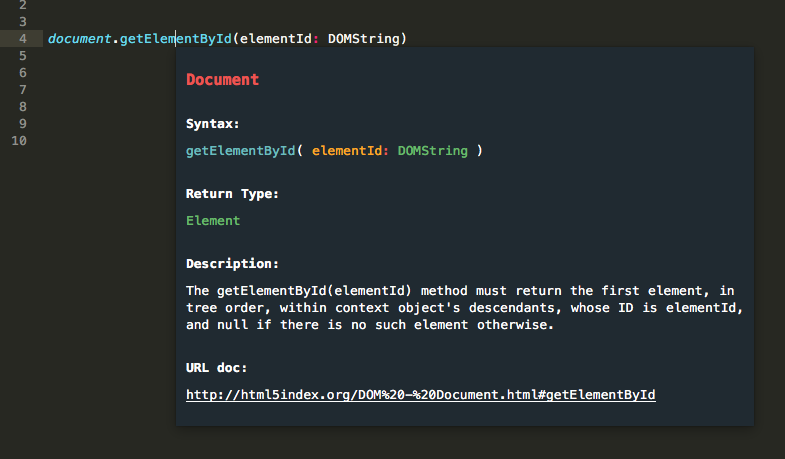 2
3
4 document.getElementById(elementId: DOMString)
5
6
7
8
9
10
Document
Syntax:
getElementById( elementId: DOMString )
Return Type:
Element
Description:
The getElementById(elementId) method must return the first element, in
tree order, within context object's descendants, whose ID is elementId,
and null if there is no such element otherwise.
URL doc:
http://html5index.org/DOM%20-%20Document.html#getElementById